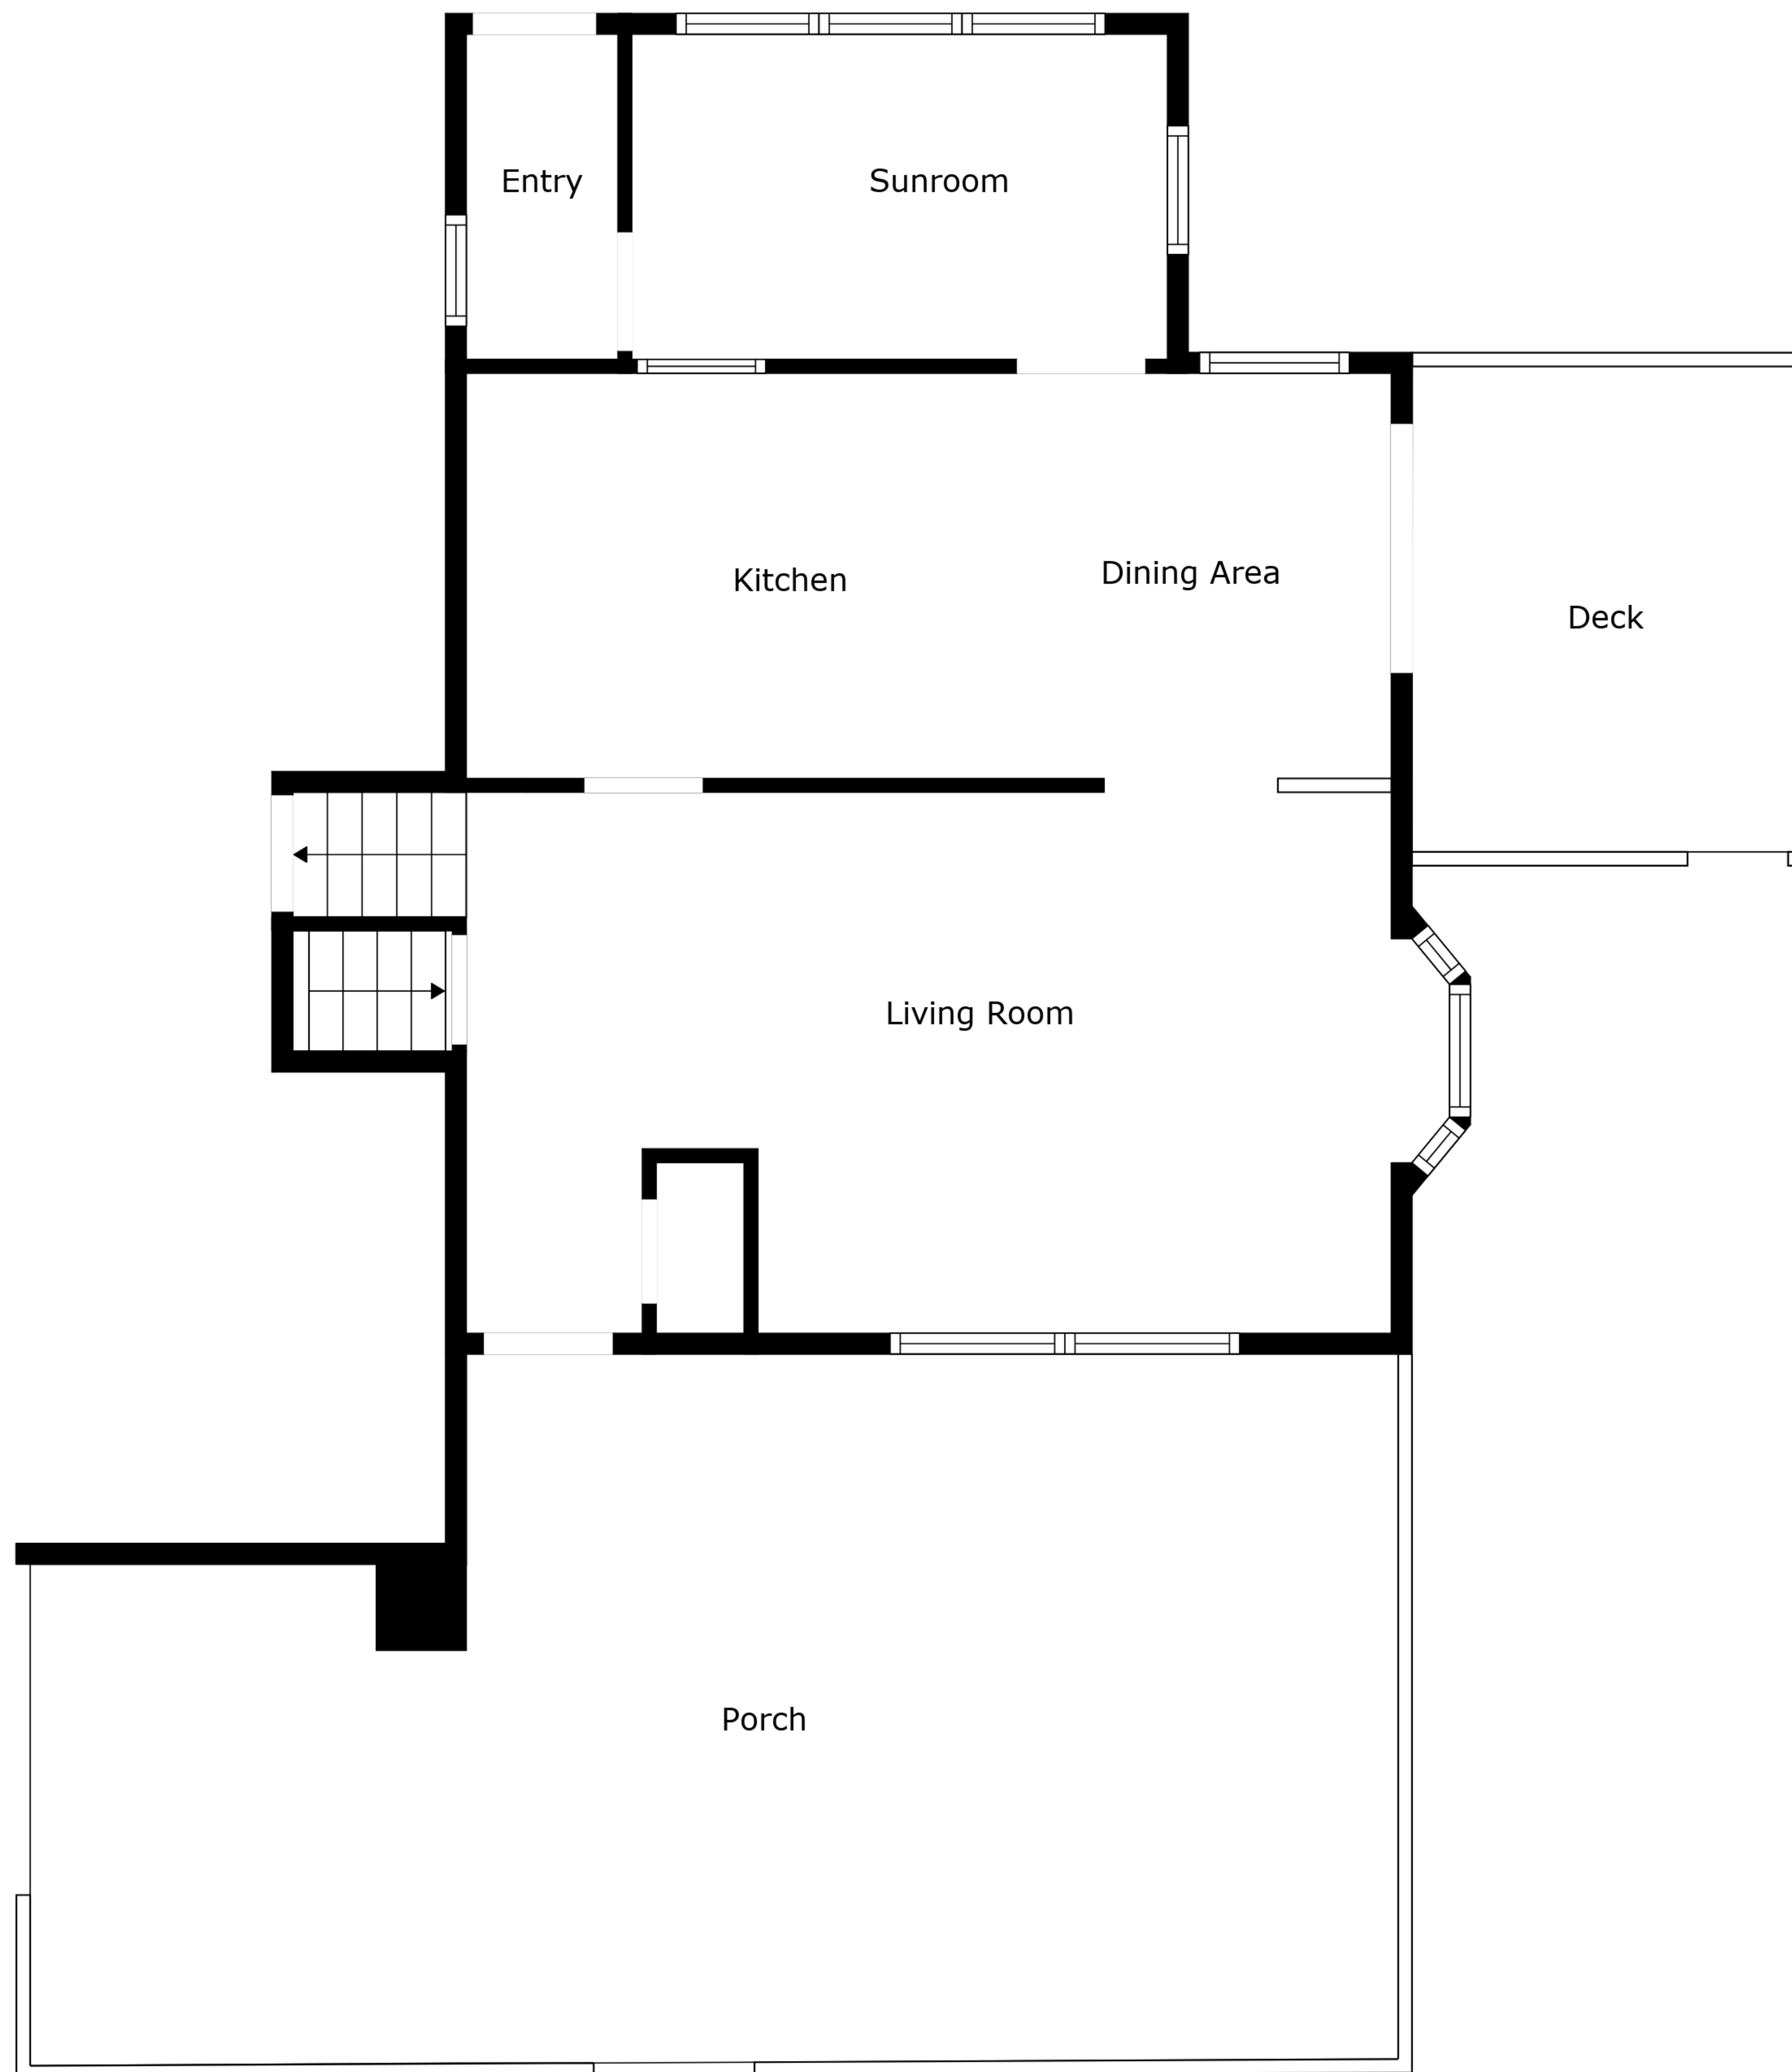 Entry
Sunroom
Kitchen
Dining Area
Deck
Living Room
Porch